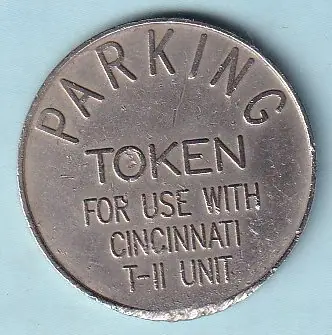 PARKING
TOKEN
FOR USE WITH
CINCINNATI
T-II UNIT